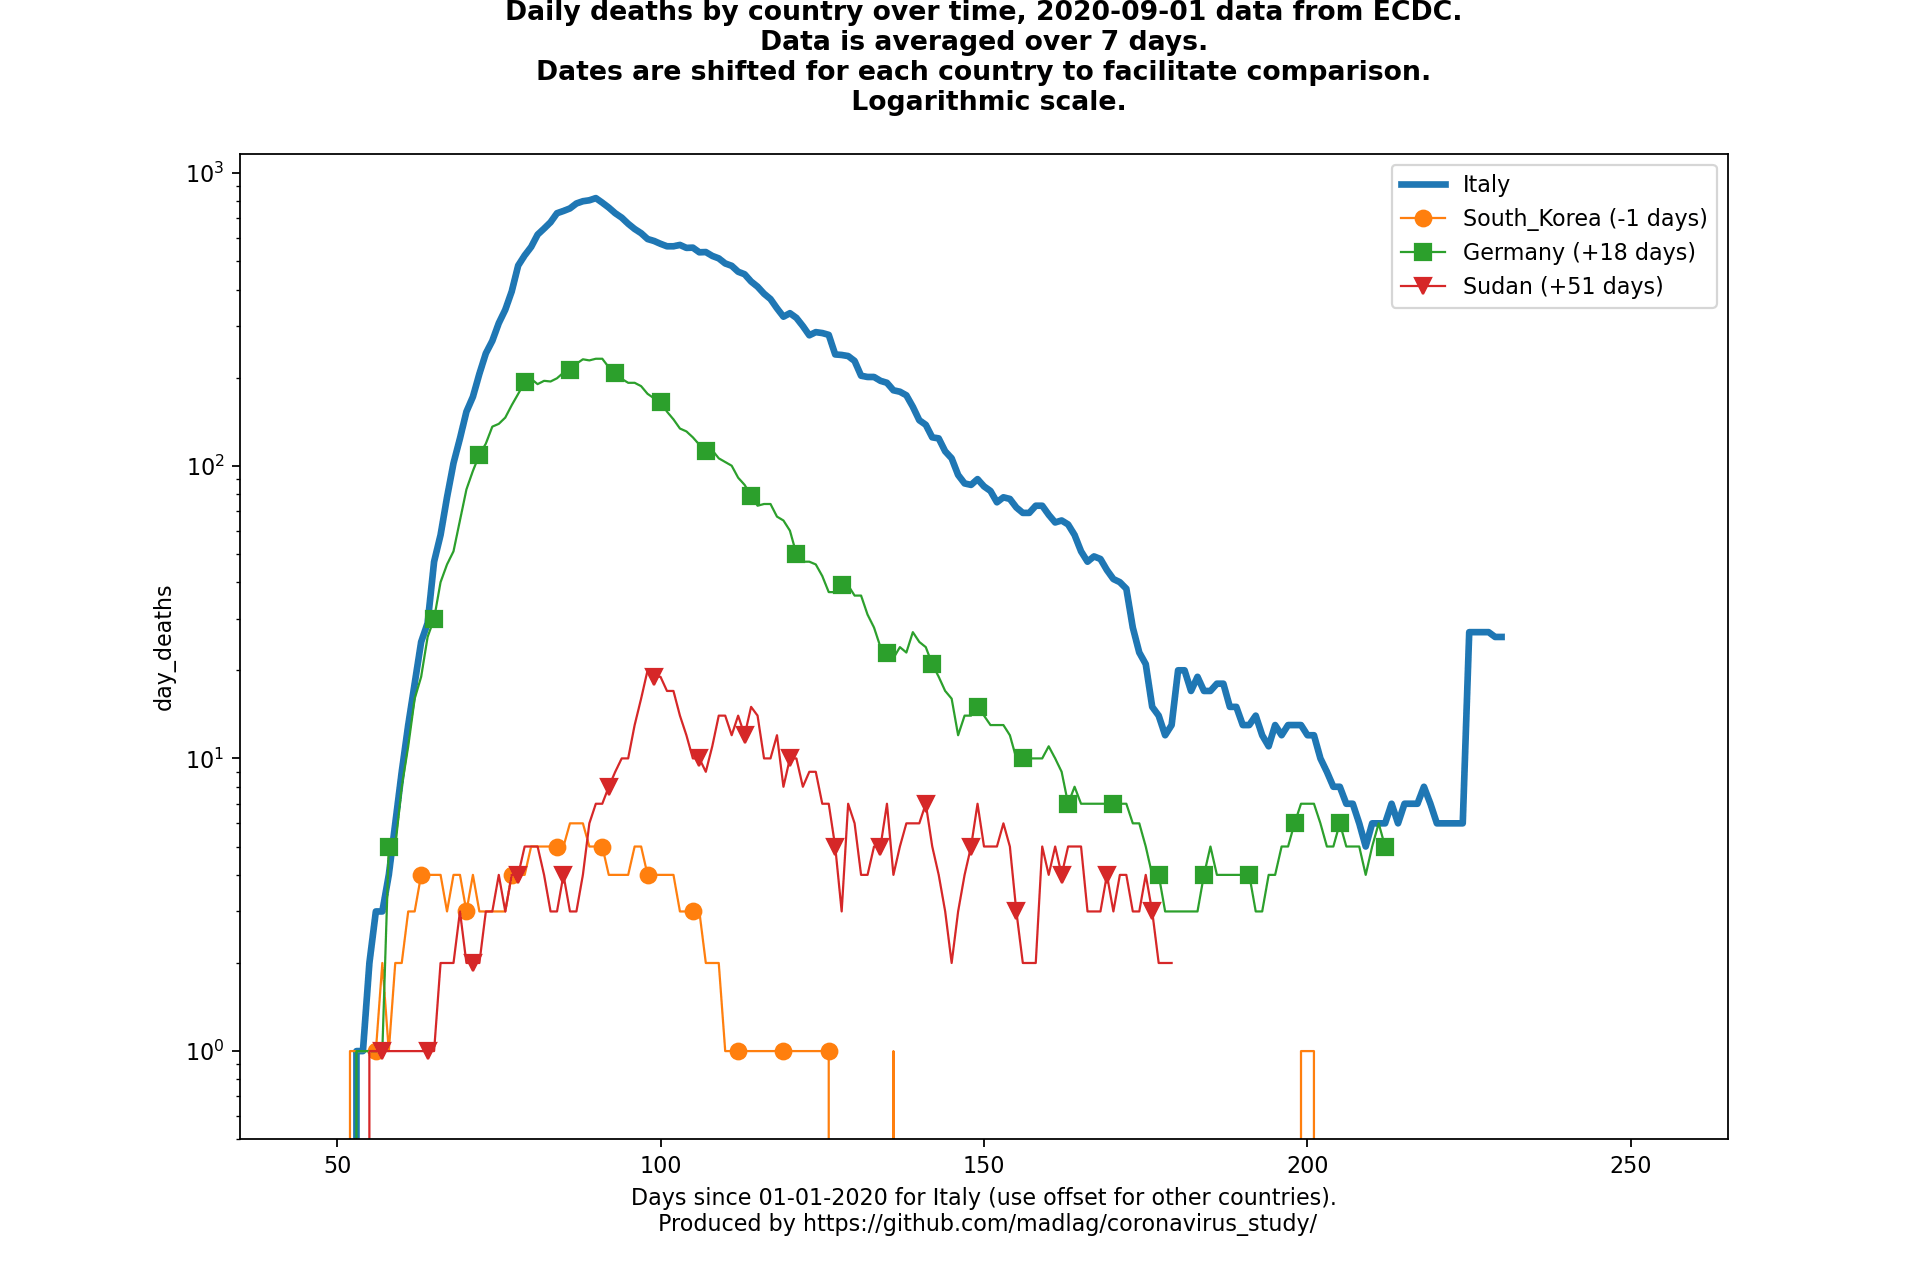 Daily deaths by country over time, 2020-09-01 data from ECDC.
Data is averaged over 7 days.
Dates are shifted for each country to facilitate comparison.
Logarithmic scale.
10³
10²
10¹
10⁰
day_deaths
Italy
South_Korea (-1 days)
Germany (+18 days)
Sudan (+51 days)
50
100
150
200
250
Days since 01-01-2020 for Italy (use offset for other countries).
Produced by https://github.com/madlag/coronavirus_study/